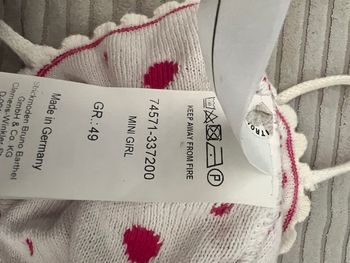 KEEP AWAY FROM FIRE
74571-337200
MINI GIRL
GR.: 49
Made in Germany
Strickmoden Bruno Barthel
GmbH & Co. KG